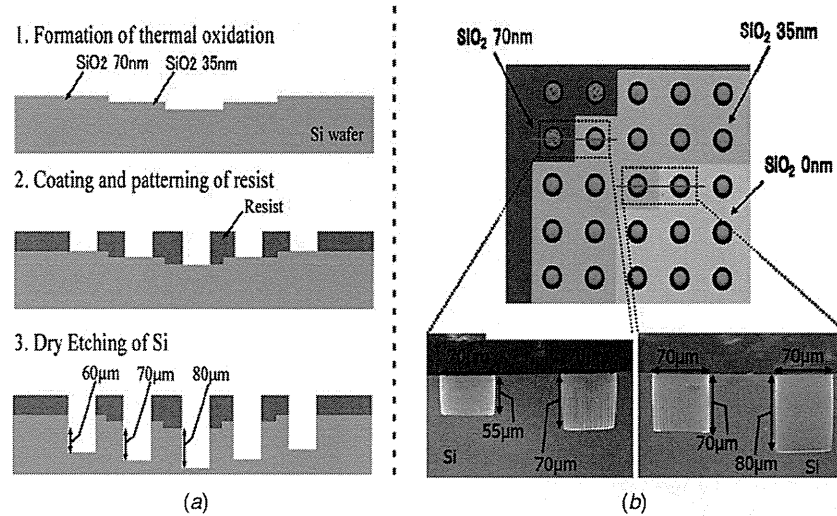 1. Formation of thermal oxidation
SiO2 70nm
SiO2 35nm
Si wafer
2. Coating and patterning of resist
Resist
3. Dry Etching of Si
60μm
70μm
80μm
(a)
SiO₂ 70nm
SiO₂ 35nm
SiO₂ 0nm
55μm
70μm
Si
70μm
70μm
70μm
80μm
Si
(b)